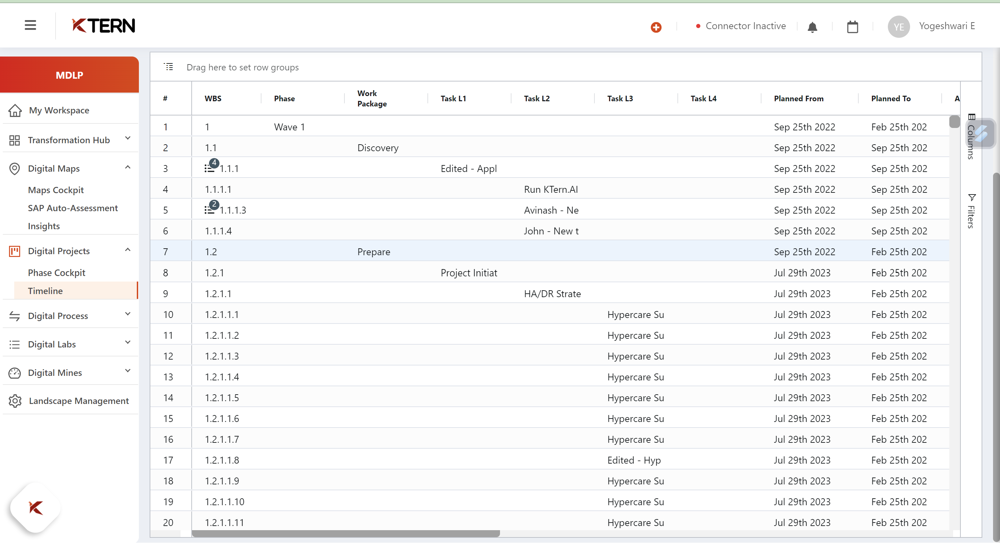 KTERN
Connector Inactive
YE
Yogeshwari E
MDLP
My Workspace
Transformation Hub
Digital Maps
Maps Cockpit
SAP Auto-Assessment
Insights
Digital Projects
Phase Cockpit
Timeline
Digital Process
Digital Labs
Digital Mines
Landscape Management
Drag here to set row groups
# WBS Phase Work Package Task L1 Task L2 Task L3 Task L4 Planned From Planned To A
1 1 Wave 1 Sep 25th 2022 Feb 25th 202
2 1.1 Discovery Sep 25th 2022 Sep 25th 202
3 4 1.1.1 Edited - Appl Sep 25th 2022 Sep 25th 202
4 1.1.1.1 Run KTern.AI Sep 25th 2022 Sep 25th 202
5 2 1.1.1.3 Avinash - Ne Sep 25th 2022 Sep 25th 202
6 1.1.1.4 John - New t Sep 25th 2022 Sep 25th 202
7 1.2 Prepare Sep 25th 2022 Feb 25th 202
8 1.2.1 Project Initiat Jul 29th 2023 Feb 25th 202
9 1.2.1.1 HA/DR Strate Jul 29th 2023 Feb 25th 202
10 1.2.1.1.1 Hypercare Su Jul 29th 2023 Feb 25th 202
11 1.2.1.1.2 Hypercare Su Jul 29th 2023 Feb 25th 202
12 1.2.1.1.3 Hypercare Su Jul 29th 2023 Feb 25th 202
13 1.2.1.1.4 Hypercare Su Jul 29th 2023 Feb 25th 202
14 1.2.1.1.5 Hypercare Su Jul 29th 2023 Feb 25th 202
15 1.2.1.1.6 Hypercare Su Jul 29th 2023 Feb 25th 202
16 1.2.1.1.7 Hypercare Su Jul 29th 2023 Feb 25th 202
17 1.2.1.1.8 Edited - Hyp Jul 29th 2023 Feb 25th 202
18 1.2.1.1.9 Hypercare Su Jul 29th 2023 Feb 25th 202
19 1.2.1.1.10 Hypercare Su Jul 29th 2023 Feb 25th 202
20 1.2.1.1.11 Hypercare Su Jul 29th 2023 Feb 25th 202
Columns
Filters